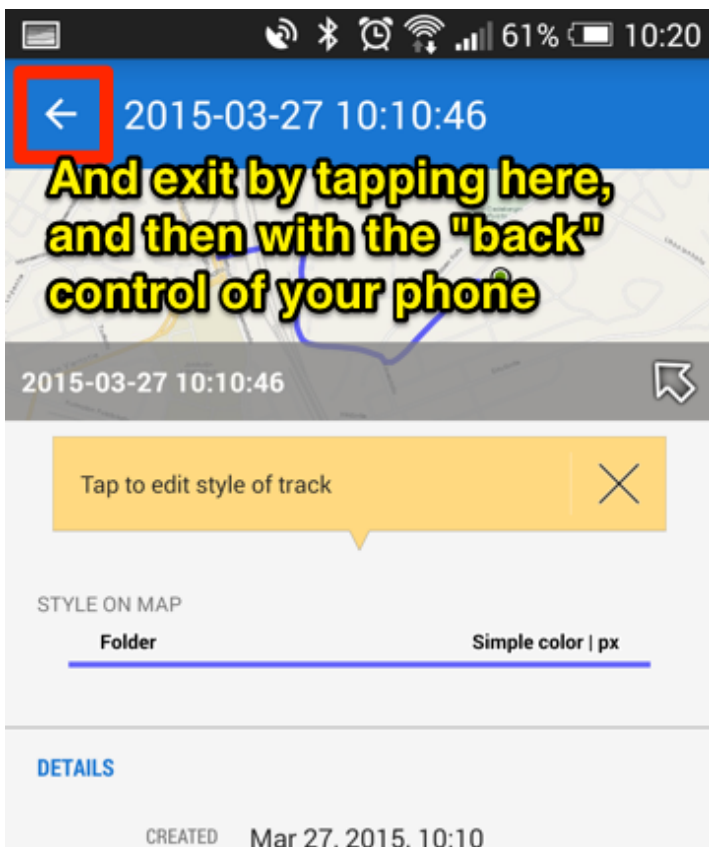 61% 10:20
2015-03-27 10:10:46
And exit by tapping here,
and then with the "back"
control of your phone
2015-03-27 10:10:46
Tap to edit style of track
STYLE ON MAP
Folder Simple color | px
DETAILS
CREATED Mar 27, 2015, 10:10